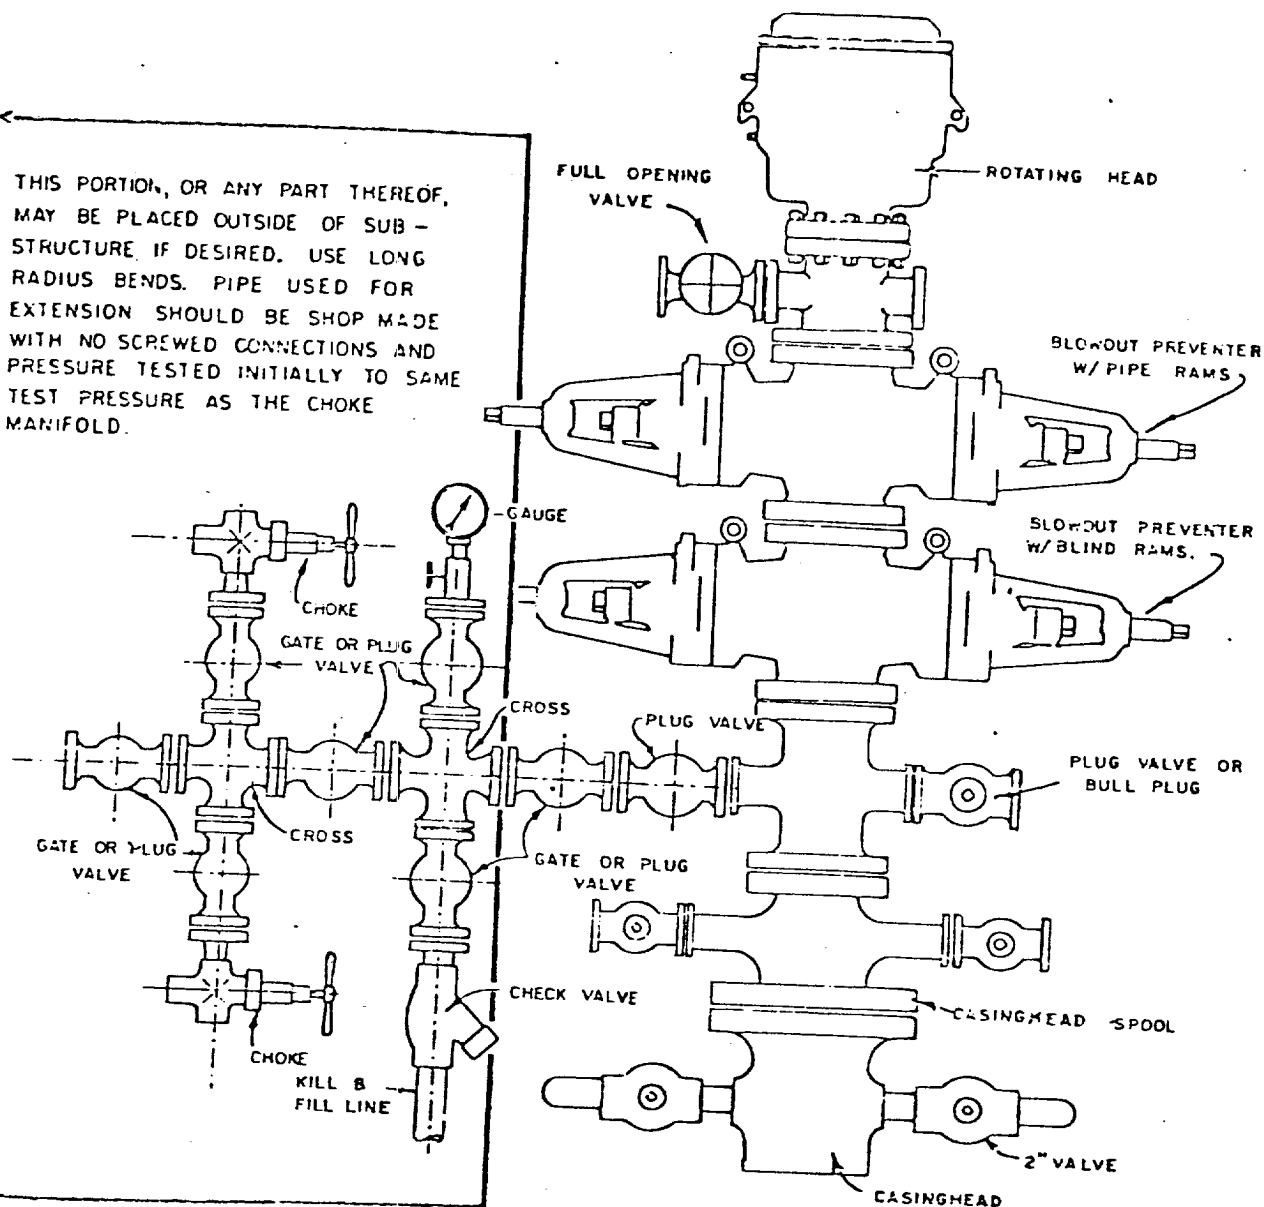 THIS PORTION, OR ANY PART THEREOF,
MAY BE PLACED OUTSIDE OF SUB-
STRUCTURE IF DESIRED. USE LONG
RADIUS BENDS. PIPE USED FOR
EXTENSION SHOULD BE SHOP MADE
WITH NO SCREWED CONNECTIONS AND
PRESSURE TESTED INITIALLY TO SAME
TEST PRESSURE AS THE CHOKE
MANIFOLD.
FULL OPENING
VALVE
ROTATING HEAD
BLOWOUT PREVENTER
W/ PIPE RAMS
BLOWOUT PREVENTER
W/BLIND RAMS.
GAUGE
CHOKE
GATE OR PLUG
VALVE
CROSS
PLUG VALVE
PLUG VALVE OR
BULL PLUG
CROSS
GATE OR PLUG
VALVE
GATE OR PLUG
VALVE
CHECK VALVE
CASINGHEAD SPOOL
CHOKE
KILL &
FILL LINE
2" VALVE
CASINGHEAD